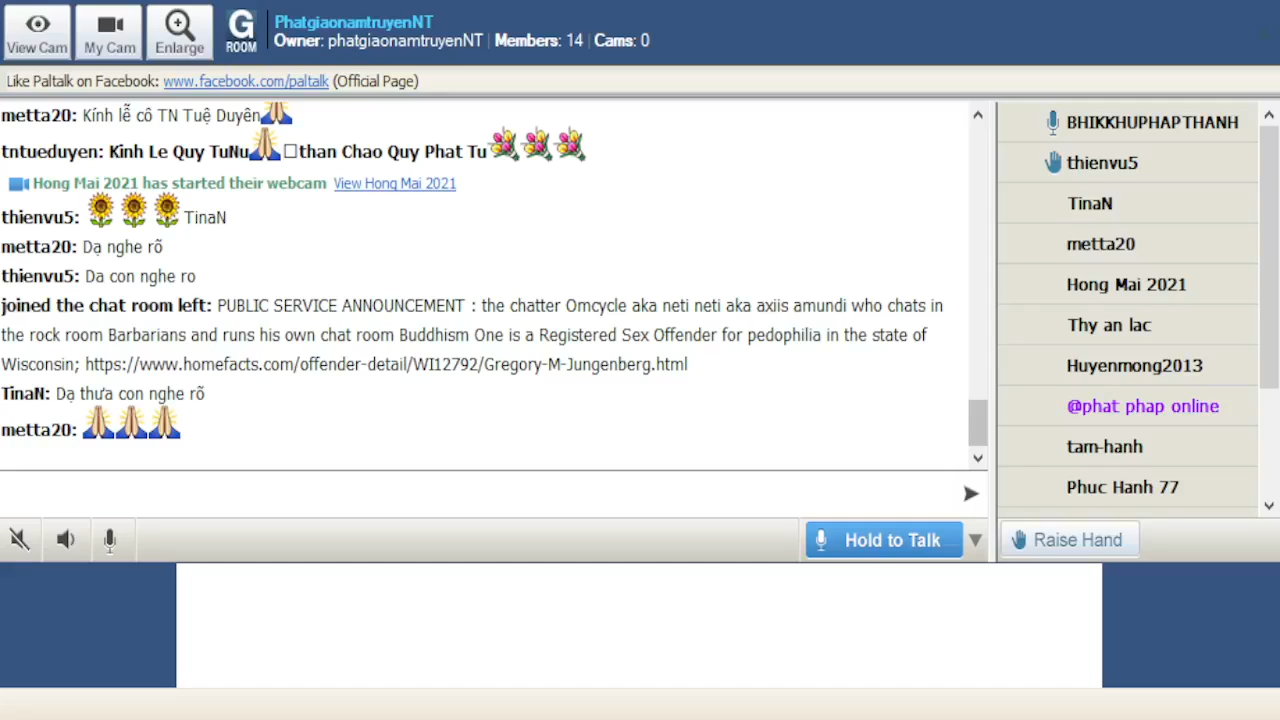 View Cam
My Cam
Enlarge
G
ROOM
PhatgiaonamtruyenNT
Owner: phatgiaonamtruyenNT | Members: 14 | Cams: 0
Like Paltalk on Facebook: www.facebook.com/paltalk (Official Page)
metta20: Kính lễ cô TN Tuệ Duyên
tntueduyen: Kinh Le Quy TuNu than Chao Quy Phat Tu
Hong Mai 2021 has started their webcam View Hong Mai 2021
thienvu5: TinaN
metta20: Dạ nghe rõ
thienvu5: Da con nghe ro
joined the chat room left: PUBLIC SERVICE ANNOUNCEMENT : the chatter Omcycle aka neti neti aka axiis amundi who chats in
the rock room Barbarians and runs his own chat room Buddhism One is a Registered Sex Offender for pedophilia in the state of
Wisconsin; https://www.homefacts.com/offender-detail/WI12792/Gregory-M-Jungenberg.html
TinaN: Dạ thưa con nghe rõ
metta20:
BHIKKHUPHAPTHANH
thienvu5
TinaN
metta20
Hong Mai 2021
Thy an lac
Huyenmong2013
@phat phap online
tam-hanh
Phuc Hanh 77
Hold to Talk
Raise Hand